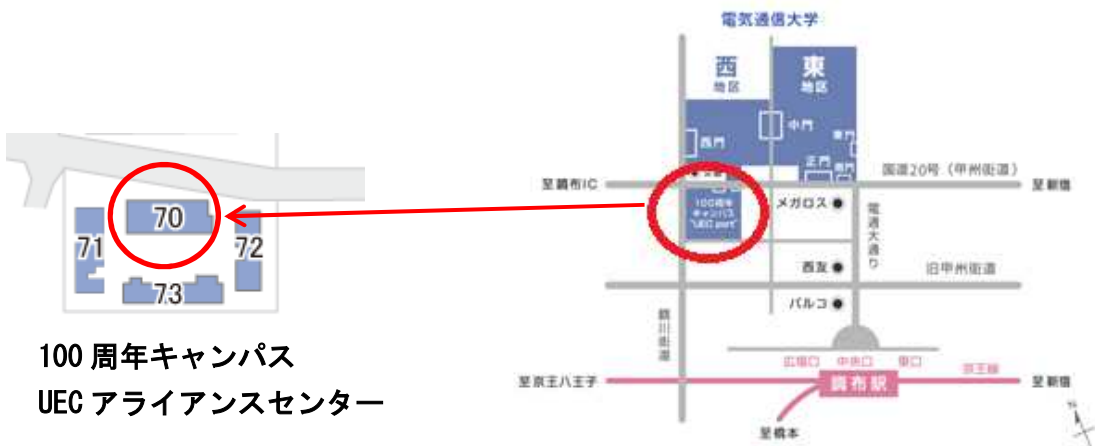 電気通信大学
西
地区
東
地区
中門
東門
西門
正門
南門
国道20号（甲州街道）
至調布IC
至新宿
100周年
キャンパス
"UEC port"
メガロス
電通大通り
70
71
72
73
西友
旧甲州街道
パルコ
鶴川街道
100周年キャンパス
UECアライアンスセンター
広場口
中央口
東口
京王線
至京王八王子
調布駅
至新宿
至橋本
N